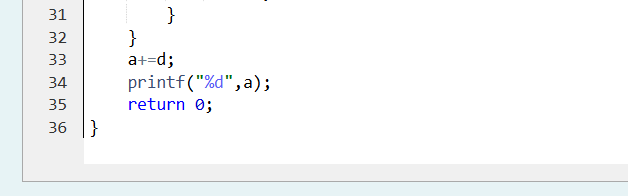 31 }
32 }
33 a+=d;
34 printf("%d",a);
35 return 0;
36 }